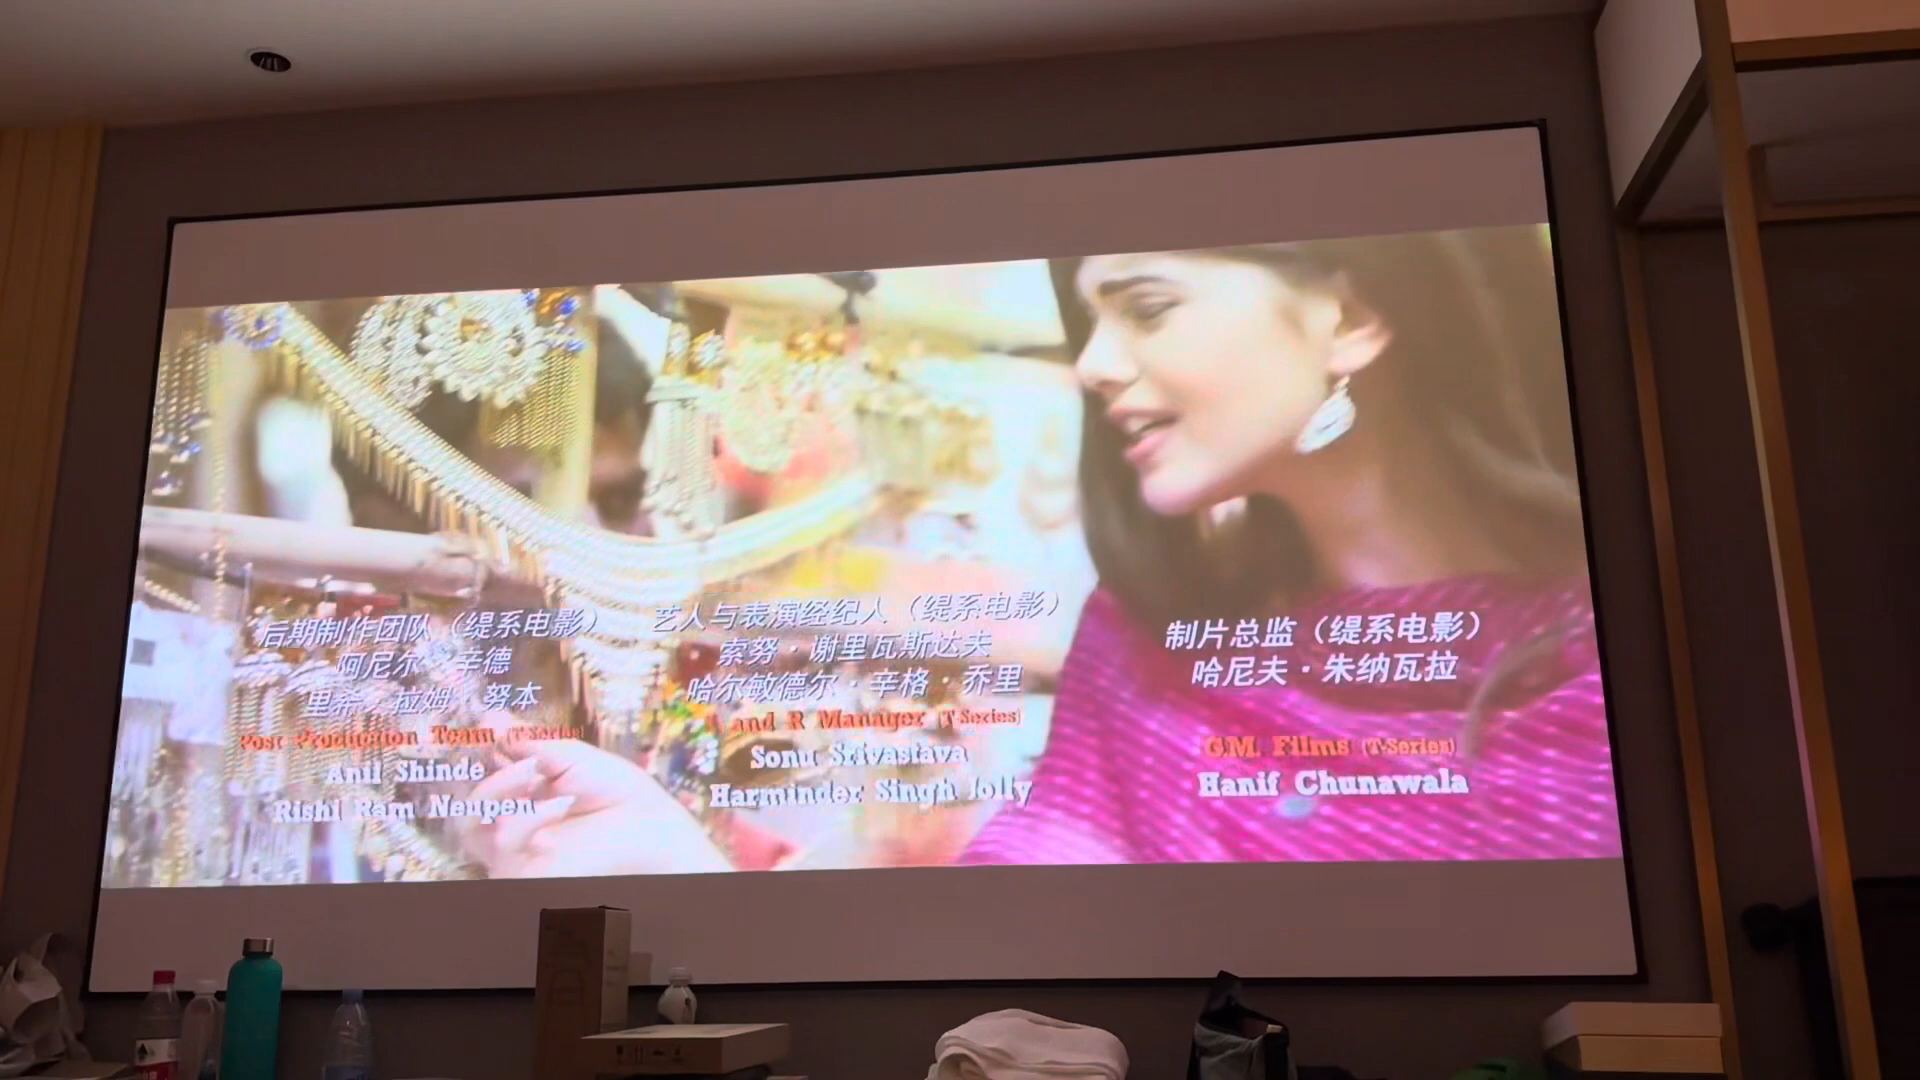 后期制作团队（缇系电影）
阿尼尔·辛德
里希·拉姆·努本
Post Production Team (T-Series)
Anil Shinde
Rishi Ram Neupen
艺人与表演经纪人（缇系电影）
索努·谢里瓦斯达夫
哈尔敏德尔·辛格·乔里
A and R Manager (T-Series)
Sonu Srivastava
Harminder Singh Jolly
制片总监（缇系电影）
哈尼夫·朱纳瓦拉
G.M. Films (T-Series)
Hanif Chunawala